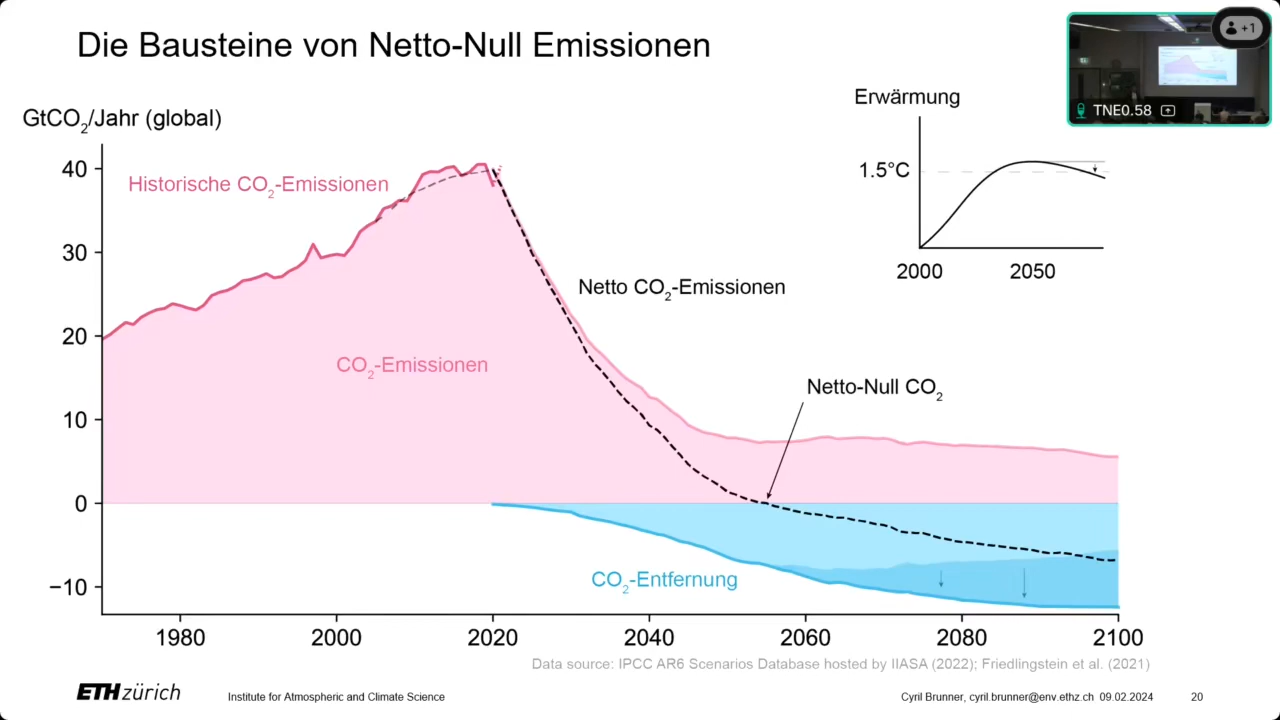 Die Bausteine von Netto-Null Emissionen
+1
TNE0.58
GtCO₂/Jahr (global)
Erwärmung
1.5°C
2000 2050
40
30
20
10
0
−10
Historische CO₂-Emissionen
CO₂-Emissionen
Netto CO₂-Emissionen
Netto-Null CO₂
CO₂-Entfernung
1980 2000 2020 2040 2060 2080 2100
Data source: IPCC AR6 Scenarios Database hosted by IIASA (2022); Friedlingstein et al. (2021)
ETH zürich Institute for Atmospheric and Climate Science Cyril Brunner, cyril.brunner@env.ethz.ch 09.02.2024 20